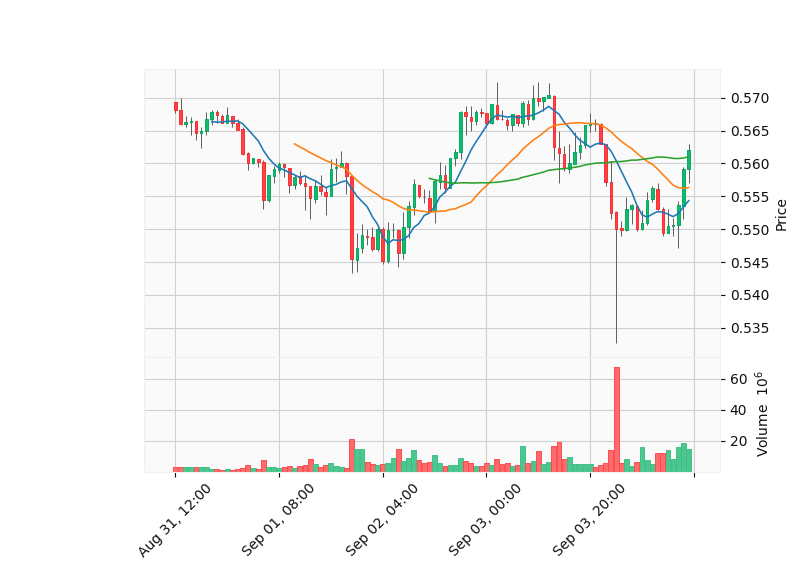 0.570
0.565
0.560
0.555
0.550
0.545
0.540
0.535
Price
60
40
20
Volume 10^6
Aug 31, 12:00
Sep 01, 08:00
Sep 02, 04:00
Sep 03, 00:00
Sep 03, 20:00